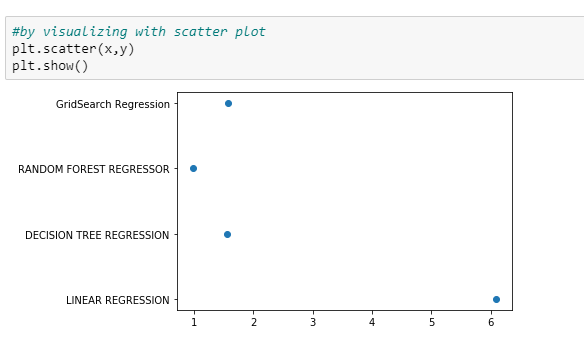 #by visualizing with scatter plot
plt.scatter(x,y)
plt.show()
GridSearch Regression
RANDOM FOREST REGRESSOR
DECISION TREE REGRESSION
LINEAR REGRESSION
1 2 3 4 5 6